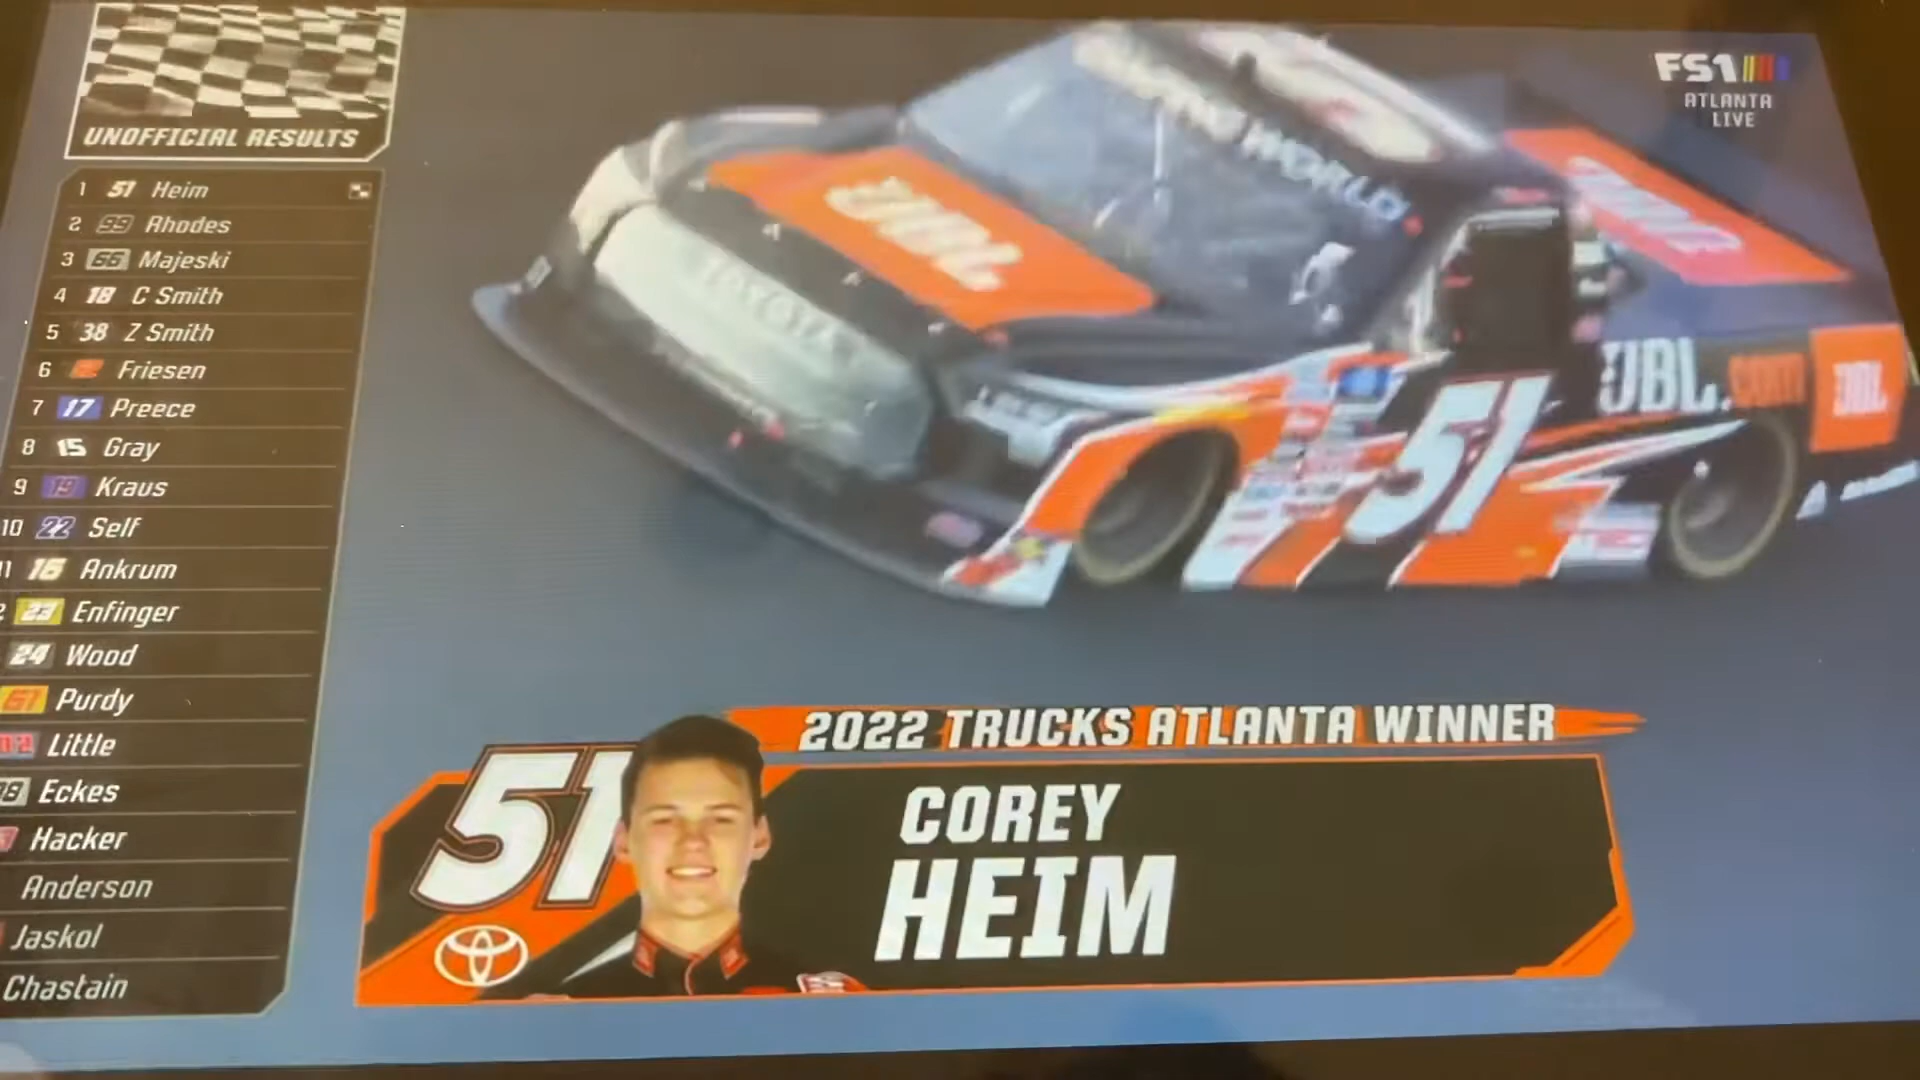 UNOFFICIAL RESULTS
1 51 Heim
2 99 Rhodes
3 66 Majeski
4 18 C Smith
5 38 Z Smith
6 Friesen
7 17 Preece
8 15 Gray
9 19 Kraus
10 22 Self
16 Ankrum
23 Enfinger
24 Wood
61 Purdy
02 Little
Eckes
Hacker
Anderson
Jaskol
Chastain
FS1
ATLANTA
LIVE
WORLD
JBL
TOYOTA
51
JBL.com
JBL
2022 TRUCKS ATLANTA WINNER
51
COREY
HEIM